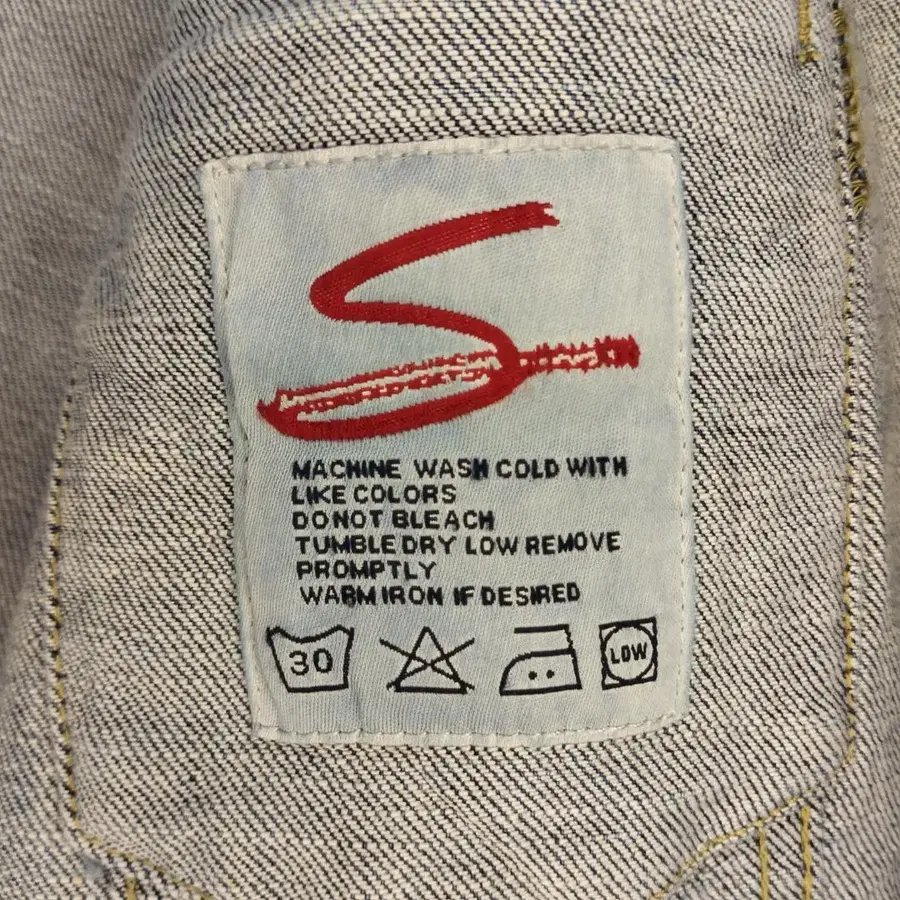 S
MACHINE WASH COLD WITH
LIKE COLORS
DO NOT BLEACH
TUMBLE DRY LOW REMOVE
PROMPTLY
WARM IRON IF DESIRED
30
LOW